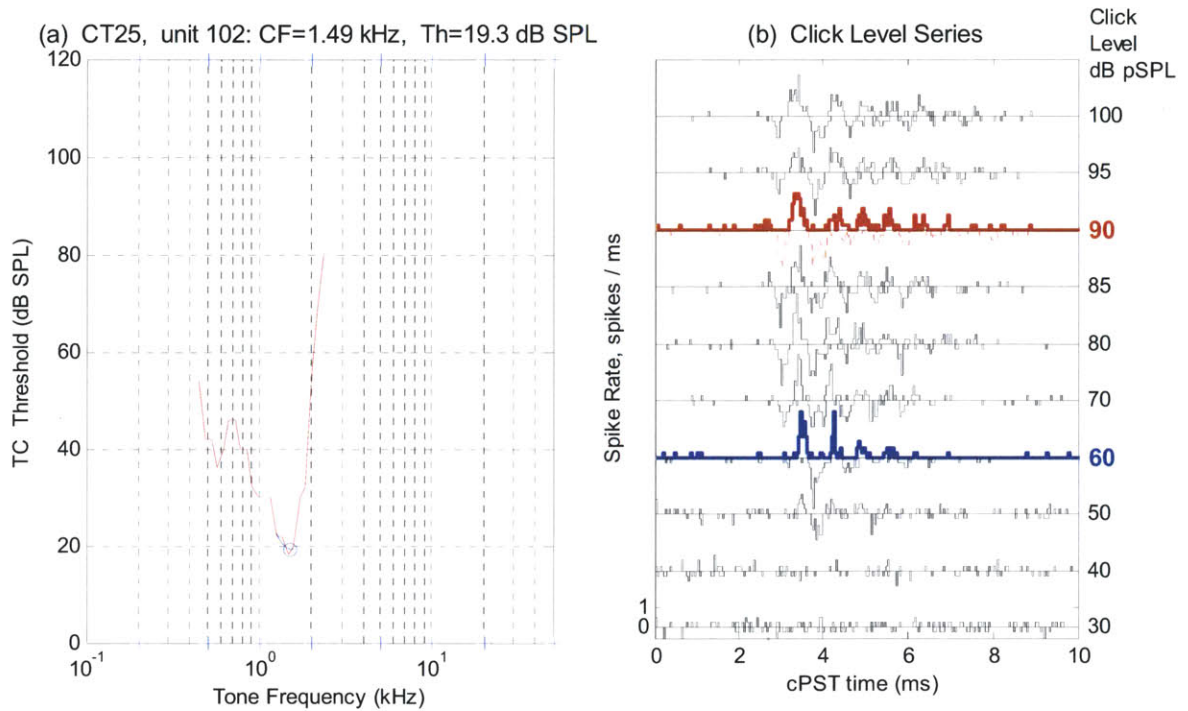 (a) CT25, unit 102: CF=1.49 kHz, Th=19.3 dB SPL
120
100
80
60
40
20
0
TC Threshold (dB SPL)
10^-1
10^0
10^1
Tone Frequency (kHz)
(b) Click Level Series
Click
Level
dB pSPL
100
95
90
85
80
70
60
50
40
30
Spike Rate, spikes / ms
1
0
0 2 4 6 8 10
cPST time (ms)